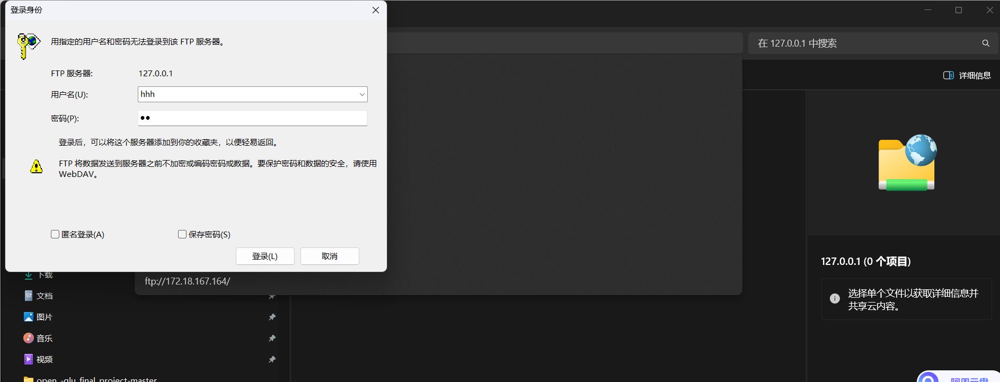 登录身份
用指定的用户名和密码无法登录到该 FTP 服务器。
FTP 服务器:
127.0.0.1
用户名(U):
hhh
密码(P):
登录后，可以将这个服务器添加到你的收藏夹，以便轻易返回。
FTP 将数据发送到服务器之前不加密或编码密码或数据。要保护密码和数据的安全，请使用
WebDAV。
匿名登录(A)
保存密码(S)
登录(L)
取消
在 127.0.0.1 中搜索
详细信息
ftp://172.18.167.164/
下载
文档
图片
音乐
视频
open_-glu_final_project-master
127.0.0.1 (0 个项目)
选择单个文件以获取详细信息并
共享云内容。